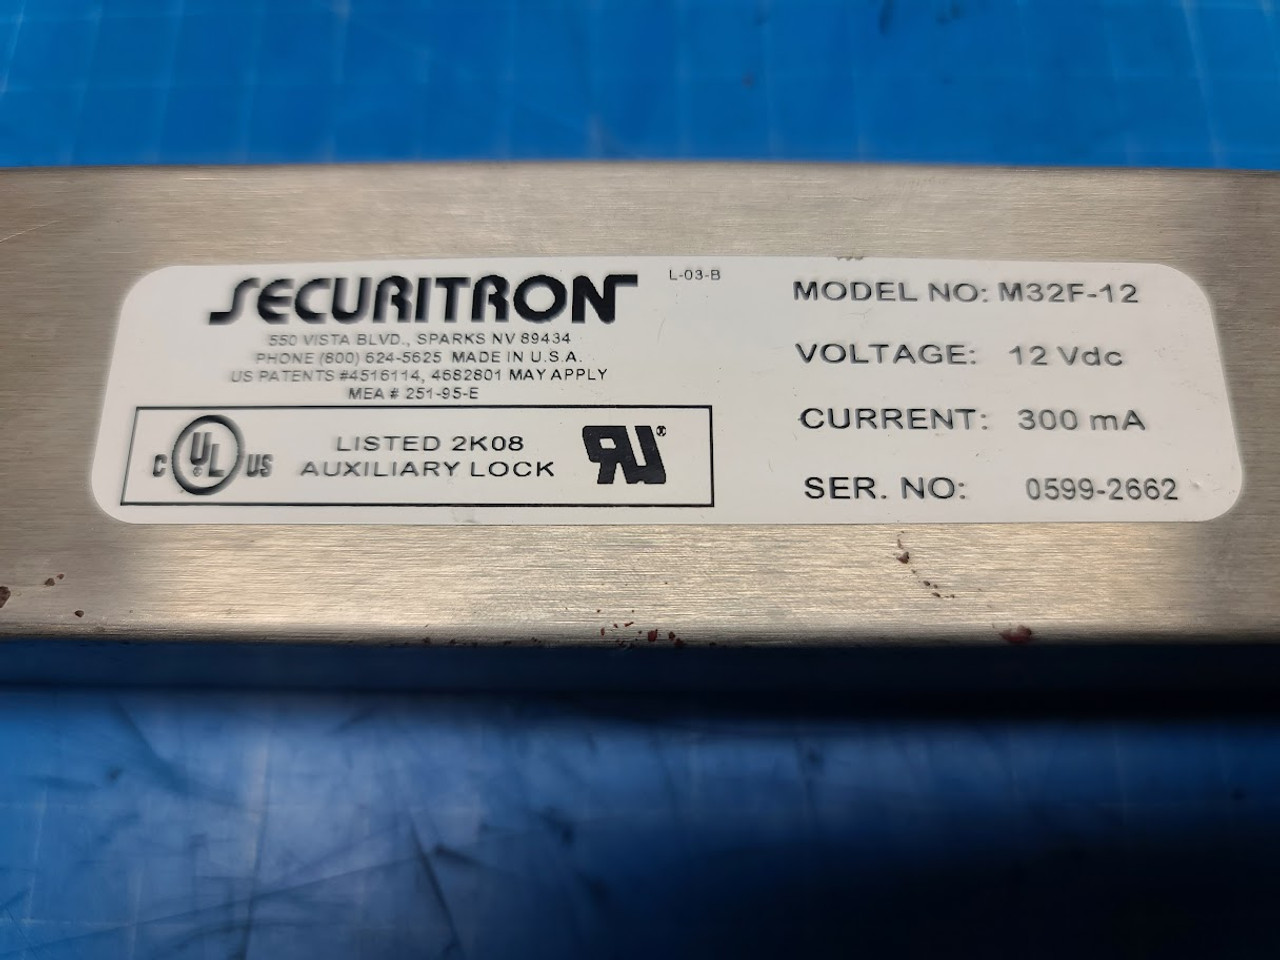 SECURITRON
L-03-B
550 VISTA BLVD., SPARKS NV 89434
PHONE (800) 624-5625 MADE IN U.S.A.
US PATENTS #4516114, 4682801 MAY APPLY
MEA # 251-95-E
C UL ® US
LISTED 2K08
AUXILIARY LOCK
RU ®
MODEL NO: M32F-12
VOLTAGE: 12 Vdc
CURRENT: 300 mA
SER. NO: 0599-2662